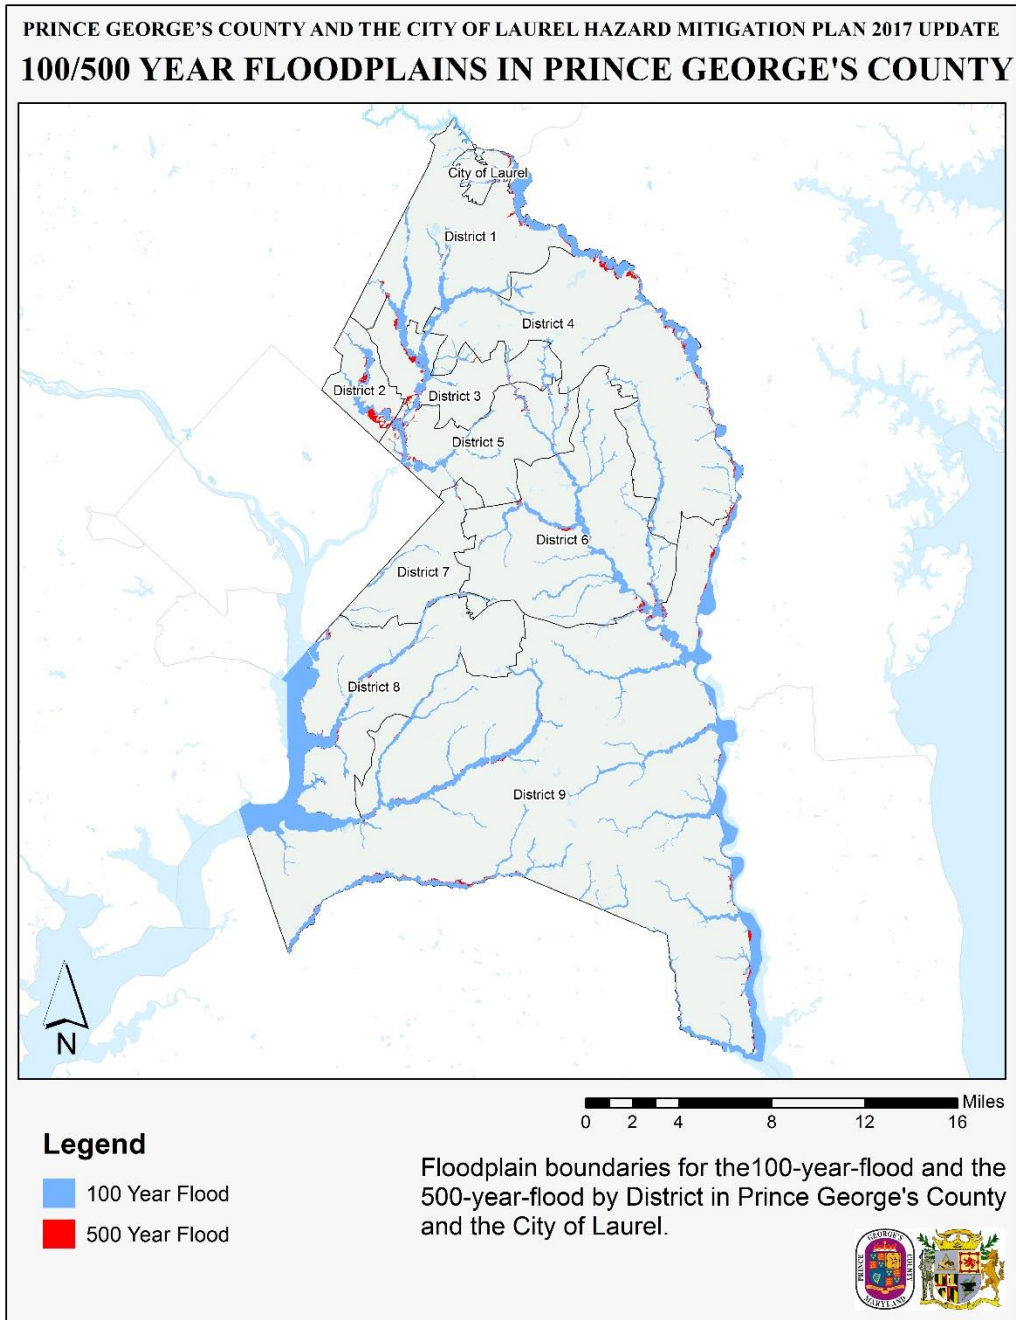 PRINCE GEORGE'S COUNTY AND THE CITY OF LAUREL HAZARD MITIGATION PLAN 2017 UPDATE
100/500 YEAR FLOODPLAINS IN PRINCE GEORGE'S COUNTY
City of Laurel
District 1
District 4
District 2
District 3
District 5
District 6
District 7
District 8
District 9
N
Miles
0 2 4 8 12 16
Legend
100 Year Flood
500 Year Flood
Floodplain boundaries for the100-year-flood and the
500-year-flood by District in Prince George's County
and the City of Laurel.
PRINCE GEORGE'S COUNTY
MARYLAND